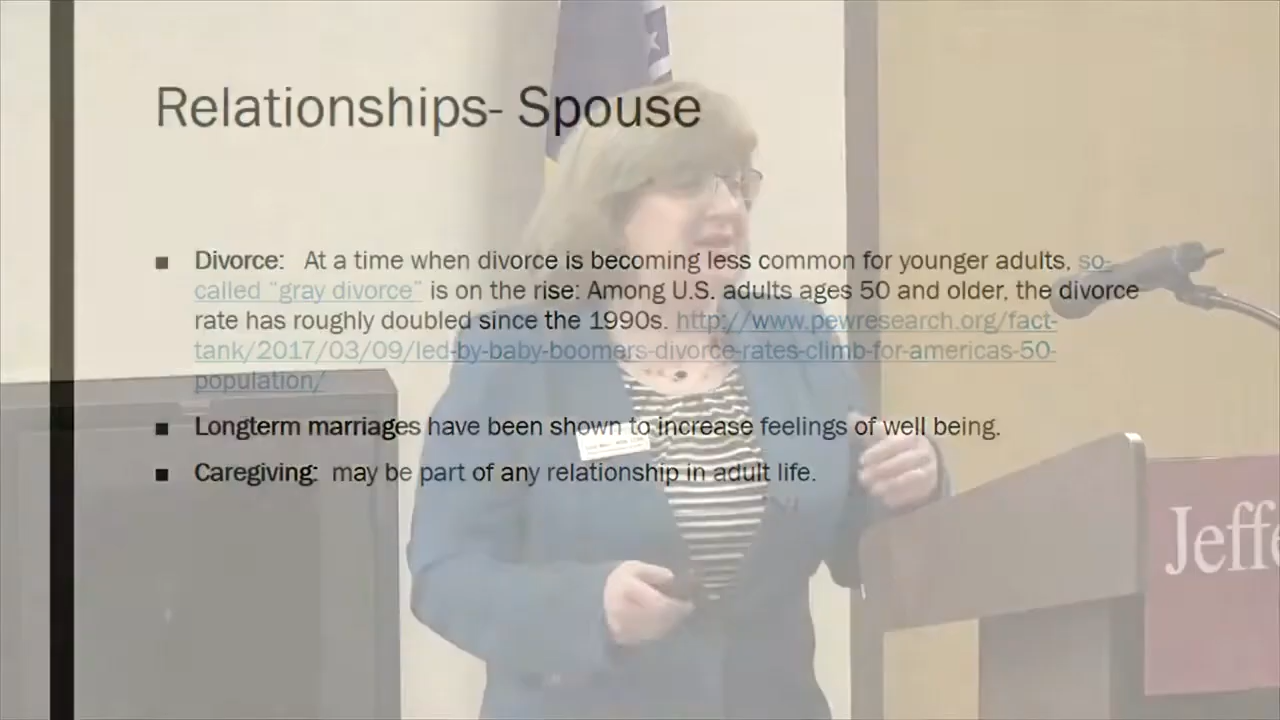 Relationships- Spouse
Divorce: At a time when divorce is becoming less common for younger adults, so-
called “gray divorce” is on the rise: Among U.S. adults ages 50 and older, the divorce
rate has roughly doubled since the 1990s. http://www.pewresearch.org/fact-
tank/2017/03/09/led-by-baby-boomers-divorce-rates-climb-for-americas-50-
population/
Longterm marriages have been shown to increase feelings of well being.
Caregiving: may be part of any relationship in adult life.
Jeffe